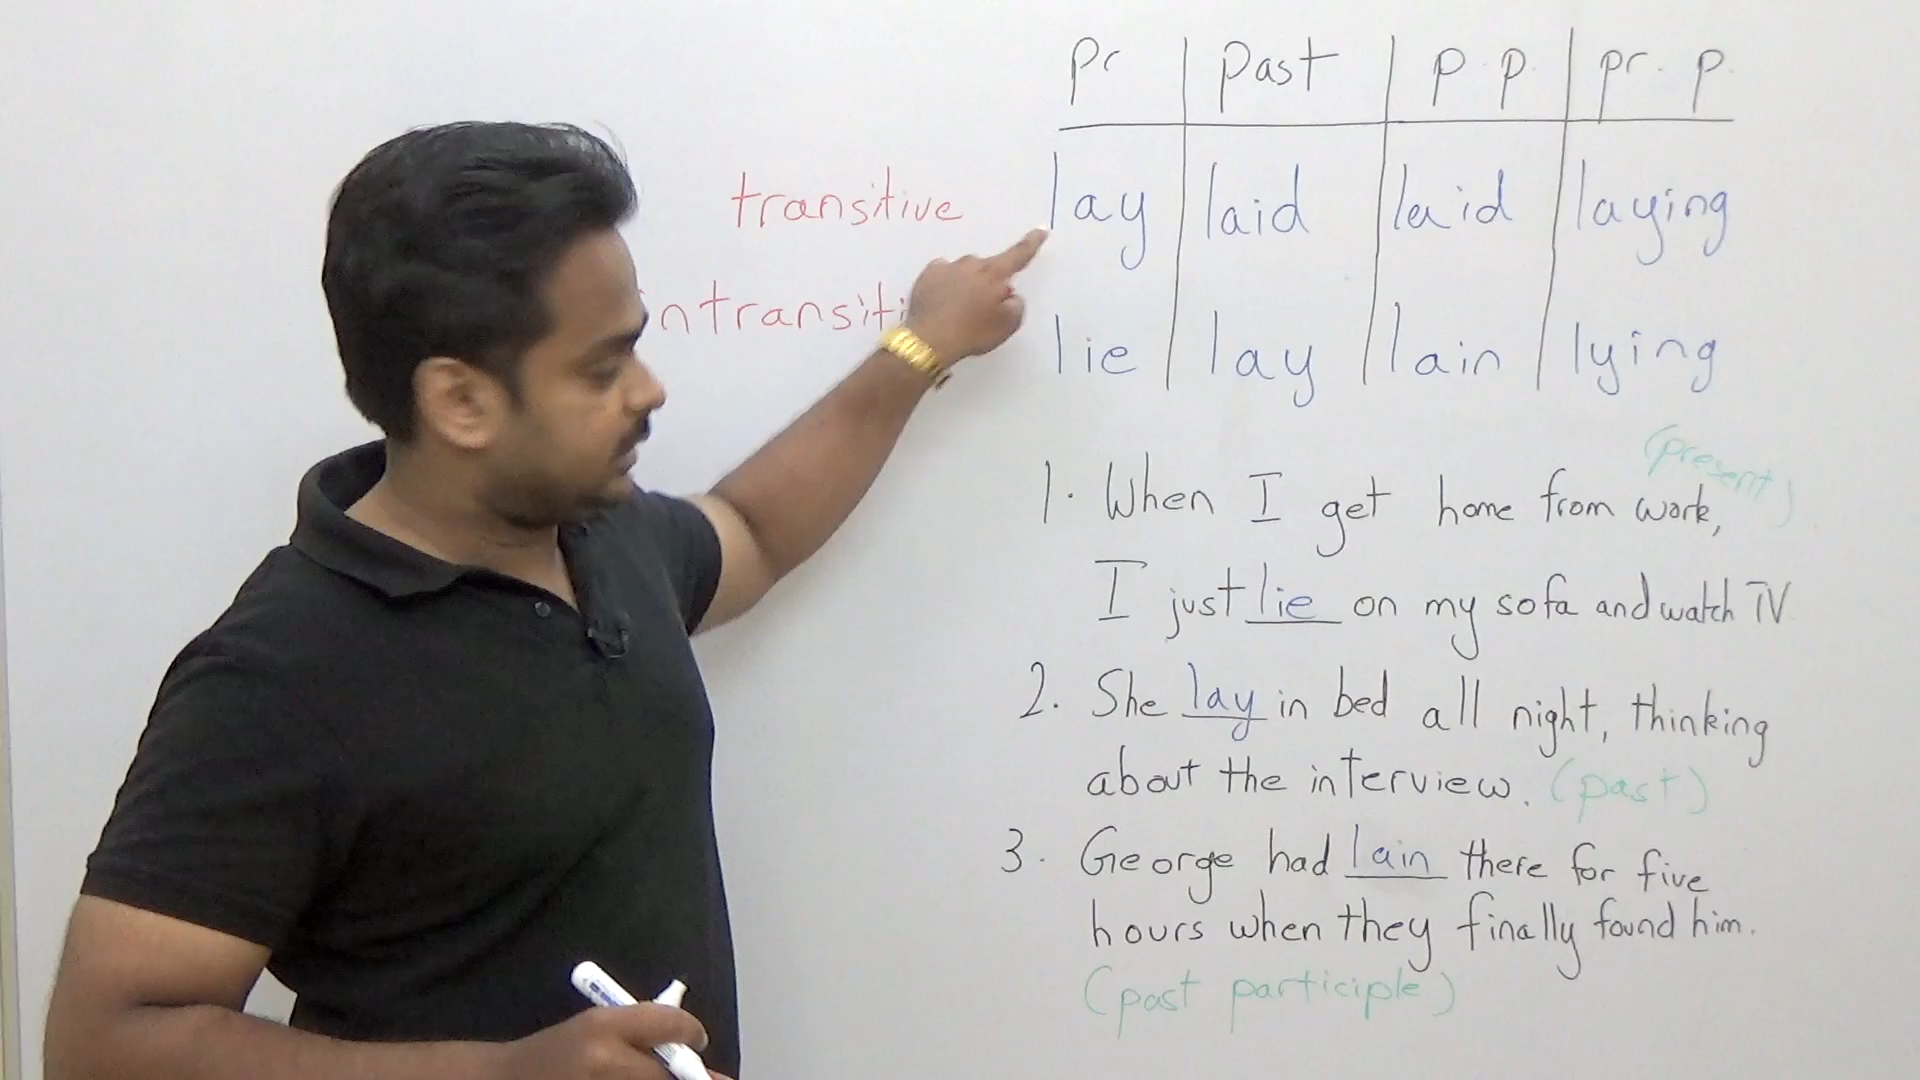 pr past p. p. pr. p.
transitive lay laid laid laying
lie lay lain lying
(present)
1. When I get home from work,
I just lie on my sofa and watch TV
2. She lay in bed all night, thinking
about the interview. (past)
3. George had lain there for five
hours when they finally found him.
(past participle)